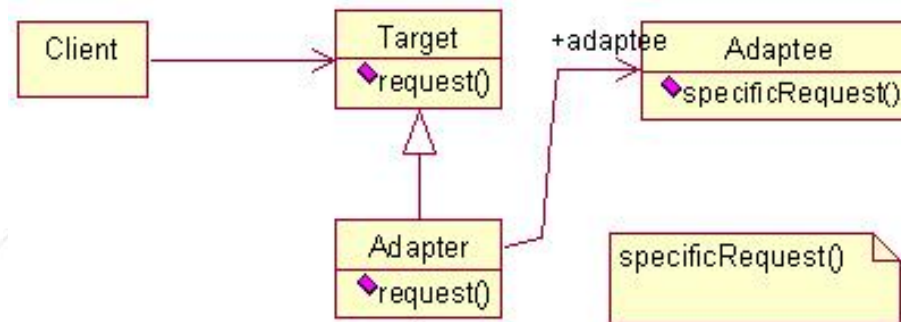 Client
Target
request()
+adaptee
Adaptee
specificRequest()
Adapter
request()
specificRequest()